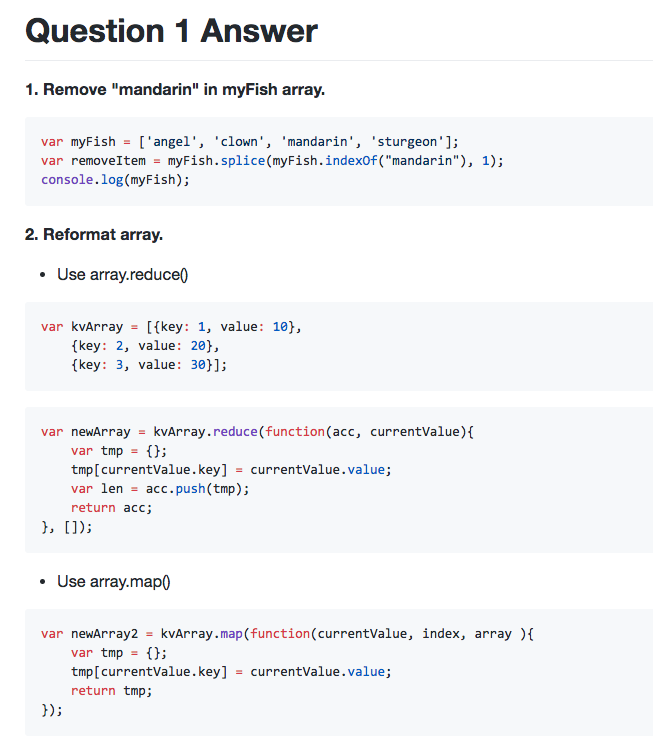 Question 1 Answer
1. Remove "mandarin" in myFish array.
var myFish = ['angel', 'clown', 'mandarin', 'sturgeon'];
var removeItem = myFish.splice(myFish.indexOf("mandarin"), 1);
console.log(myFish);
2. Reformat array.
• Use array.reduce()
var kvArray = [{key: 1, value: 10},
    {key: 2, value: 20},
    {key: 3, value: 30}];
var newArray = kvArray.reduce(function(acc, currentValue){
    var tmp = {};
    tmp[currentValue.key] = currentValue.value;
    var len = acc.push(tmp);
    return acc;
}, []);
• Use array.map()
var newArray2 = kvArray.map(function(currentValue, index, array ){
    var tmp = {};
    tmp[currentValue.key] = currentValue.value;
    return tmp;
});